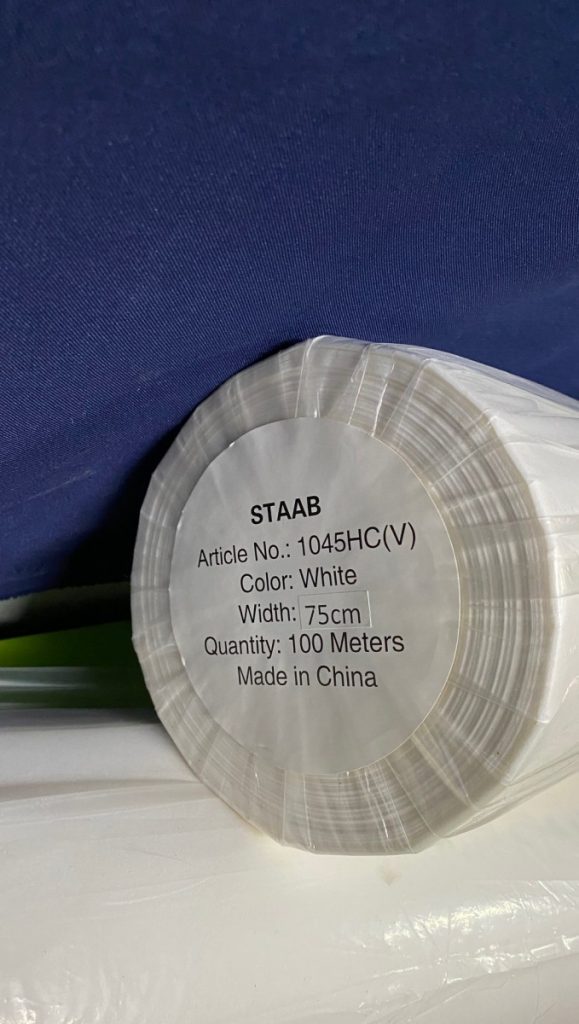 STAAB
Article No.: 1045HC(V)
Color: White
Width: 75cm
Quantity: 100 Meters
Made in China